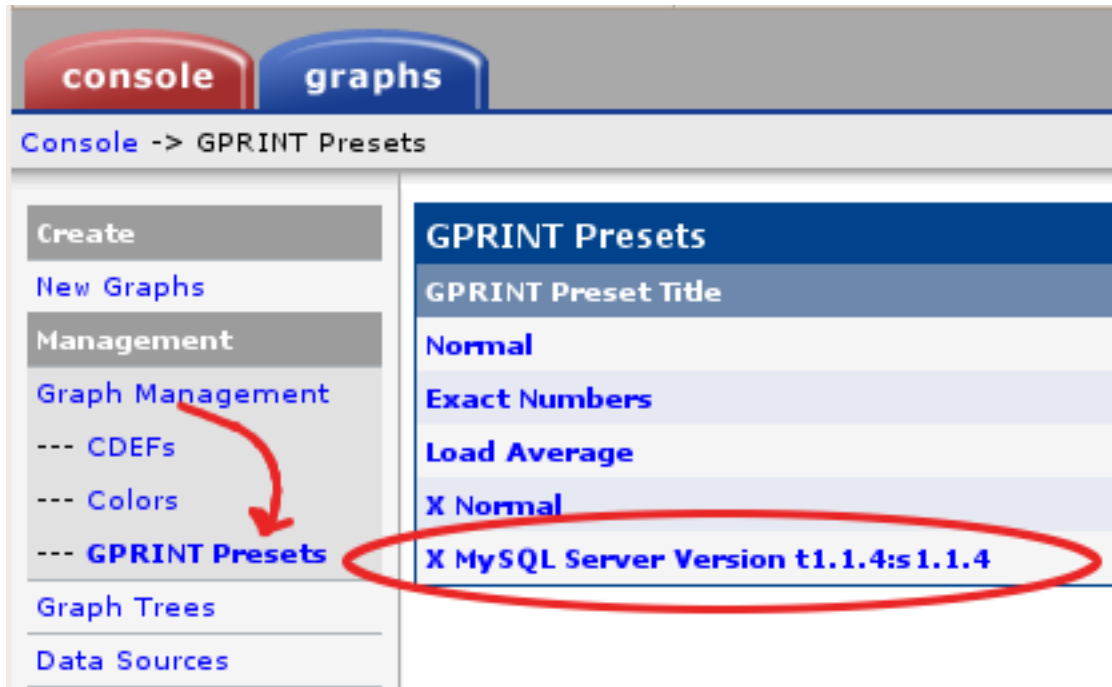 console graphs
Console -> GPRINT Presets
Create
New Graphs
Management
Graph Management
--- CDEFs
--- Colors
--- GPRINT Presets
Graph Trees
Data Sources
GPRINT Presets
GPRINT Preset Title
Normal
Exact Numbers
Load Average
X Normal
X MySQL Server Version t1.1.4:s1.1.4